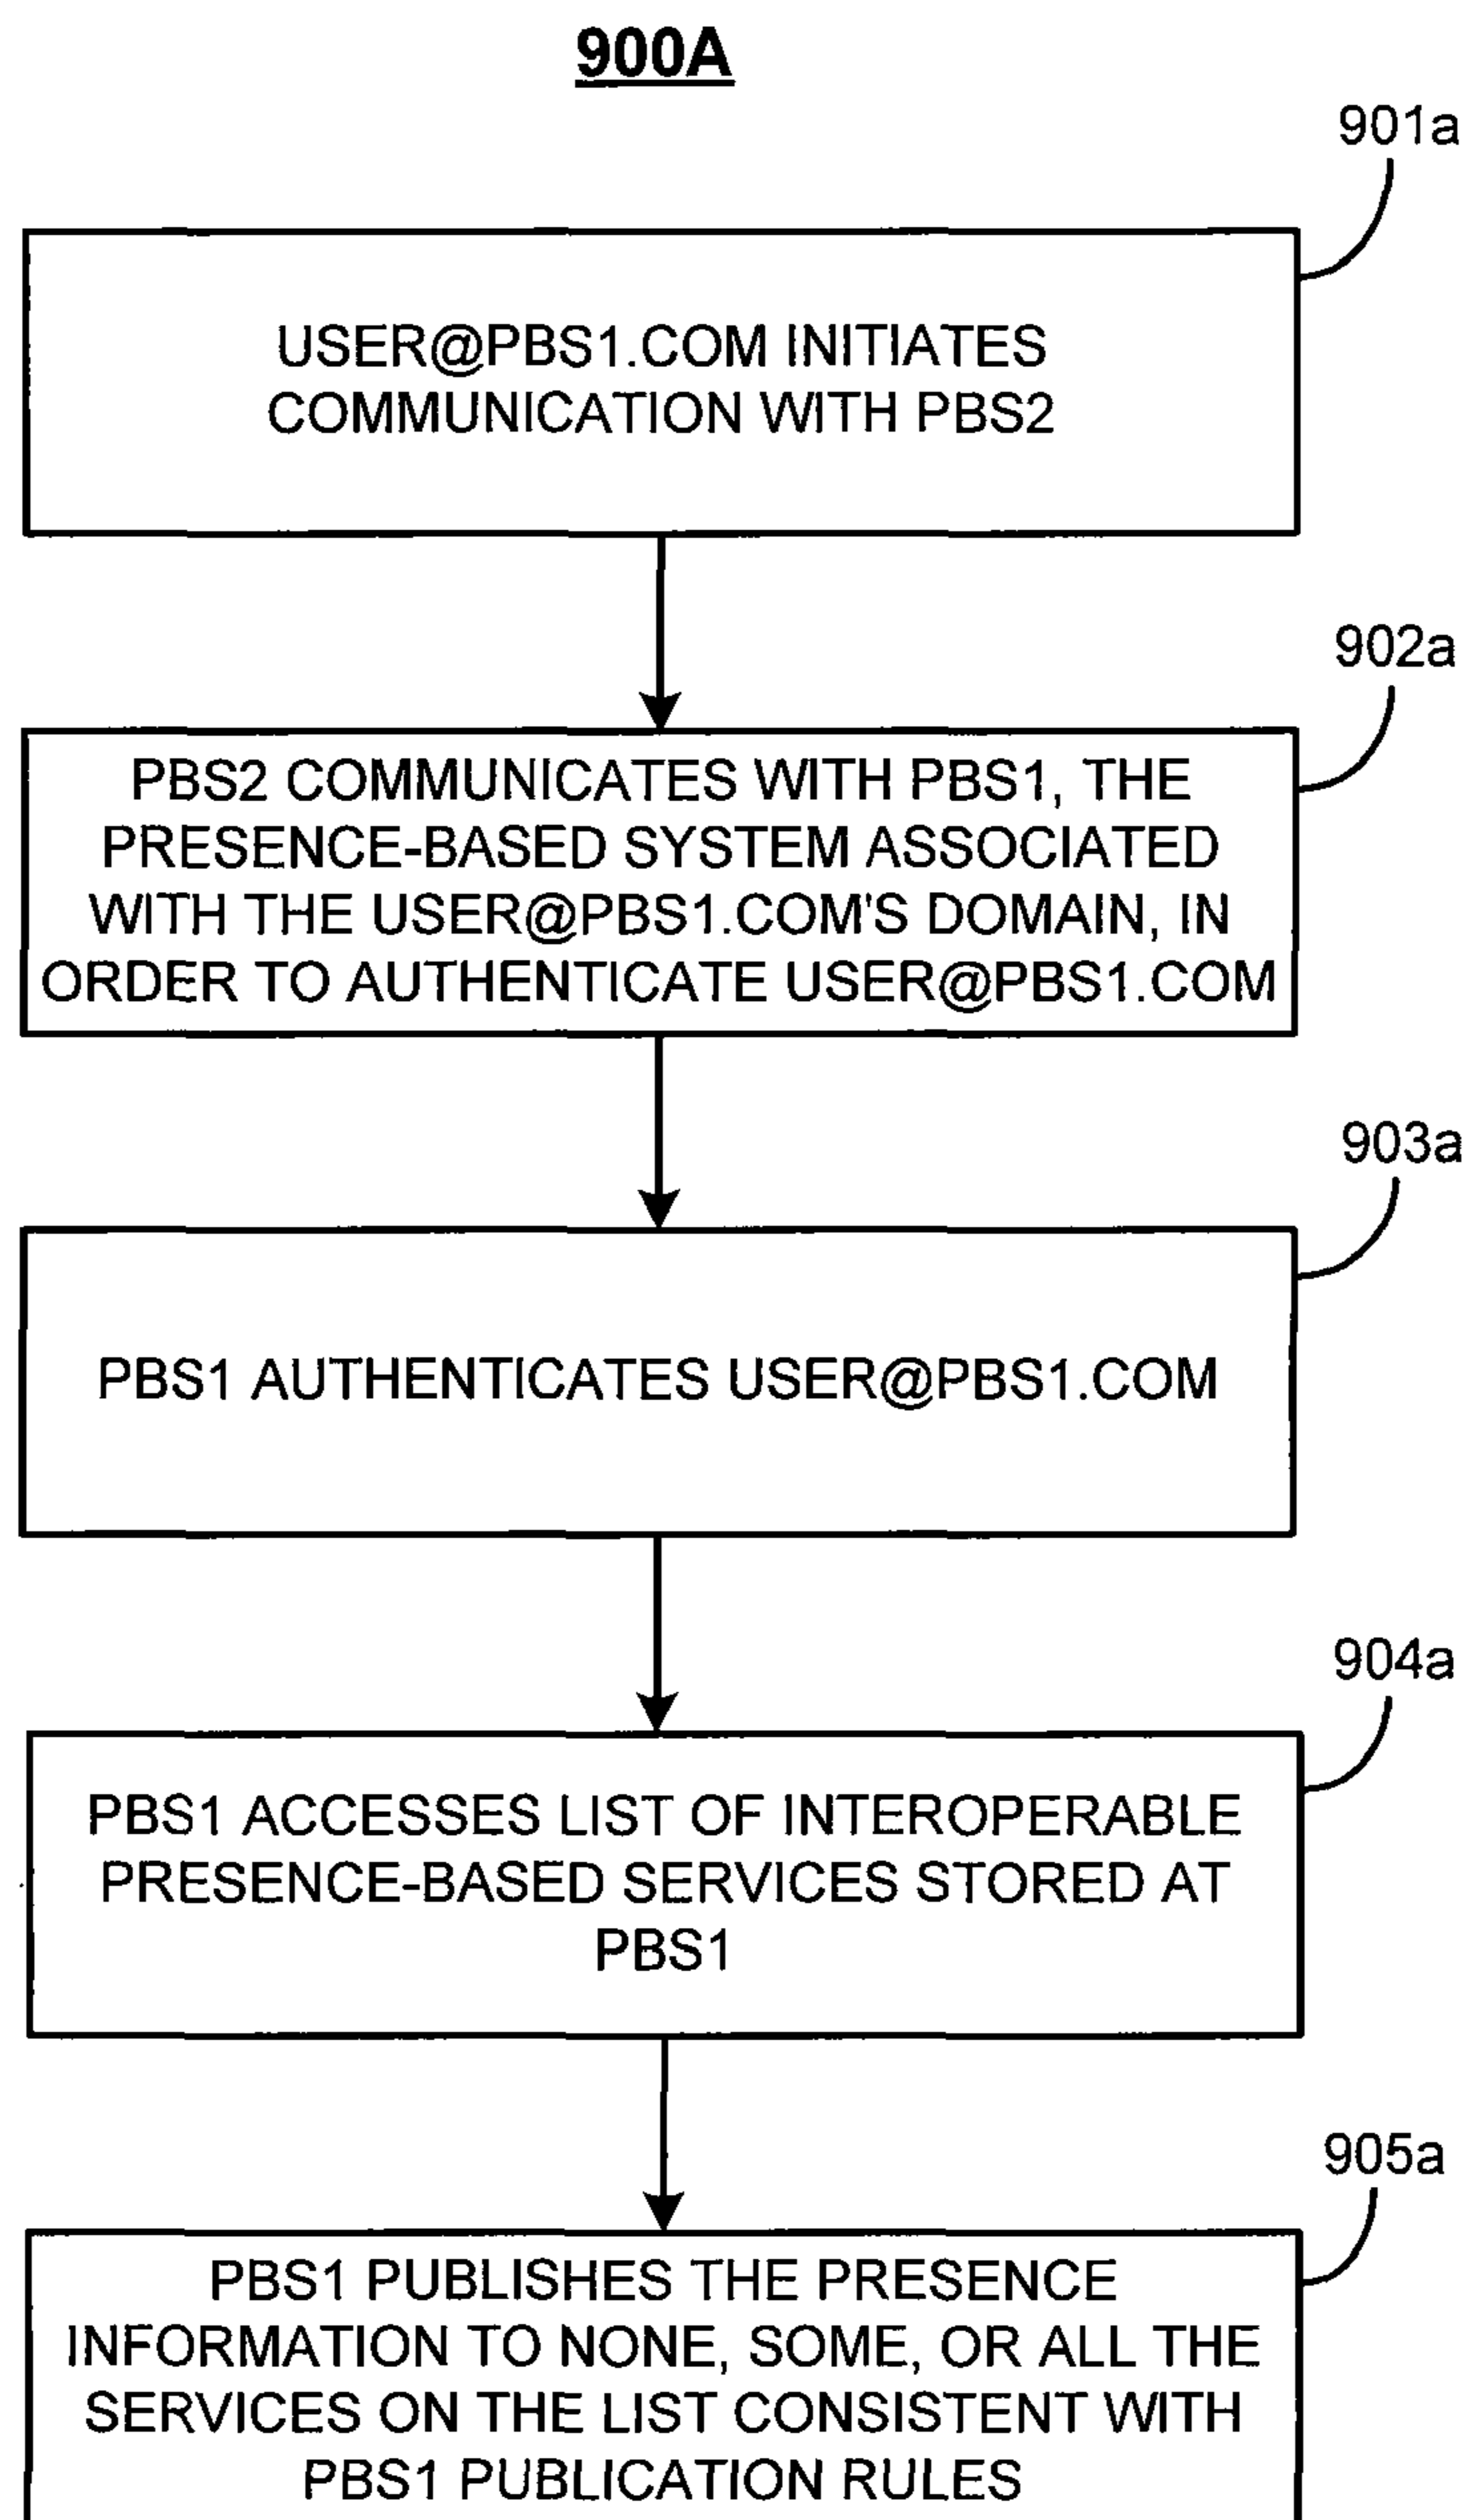 900A
901a
USER@PBS1.COM INITIATES
COMMUNICATION WITH PBS2
902a
PBS2 COMMUNICATES WITH PBS1, THE
PRESENCE-BASED SYSTEM ASSOCIATED
WITH THE USER@PBS1.COM'S DOMAIN, IN
ORDER TO AUTHENTICATE USER@PBS1.COM
903a
PBS1 AUTHENTICATES USER@PBS1.COM
904a
PBS1 ACCESSES LIST OF INTEROPERABLE
PRESENCE-BASED SERVICES STORED AT
PBS1
905a
PBS1 PUBLISHES THE PRESENCE
INFORMATION TO NONE, SOME, OR ALL THE
SERVICES ON THE LIST CONSISTENT WITH
PBS1 PUBLICATION RULES